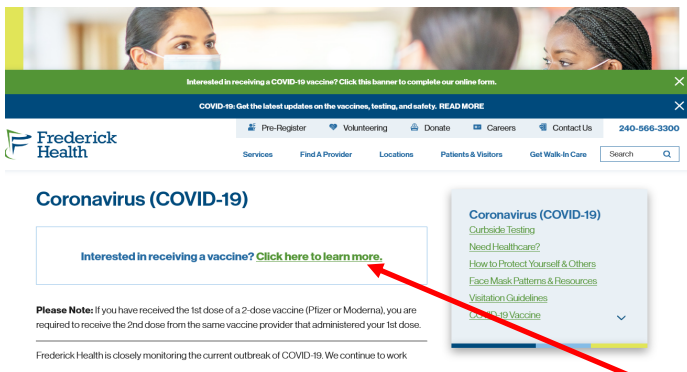 Interested in receiving a COVID-19 vaccine? Click this banner to complete our online form.
COVID-19: Get the latest updates on the vaccines, testing, and safety. READ MORE
Pre-Register Volunteering Donate Careers Contact Us 240-566-3300
Frederick
Health
Services Find A Provider Locations Patients & Visitors Get Walk-In Care Search
Coronavirus (COVID-19)
Interested in receiving a vaccine? Click here to learn more.
Please Note: If you have received the 1st dose of a 2-dose vaccine (Pfizer or Moderna), you are
required to receive the 2nd dose from the same vaccine provider that administered your 1st dose.
Frederick Health is closely monitoring the current outbreak of COVID-19. We continue to work
Coronavirus (COVID-19)
Curbside Testing
Need Healthcare?
How to Protect Yourself & Others
Face Mask Patterns & Resources
Visitation Guidelines
COVID-19 Vaccine